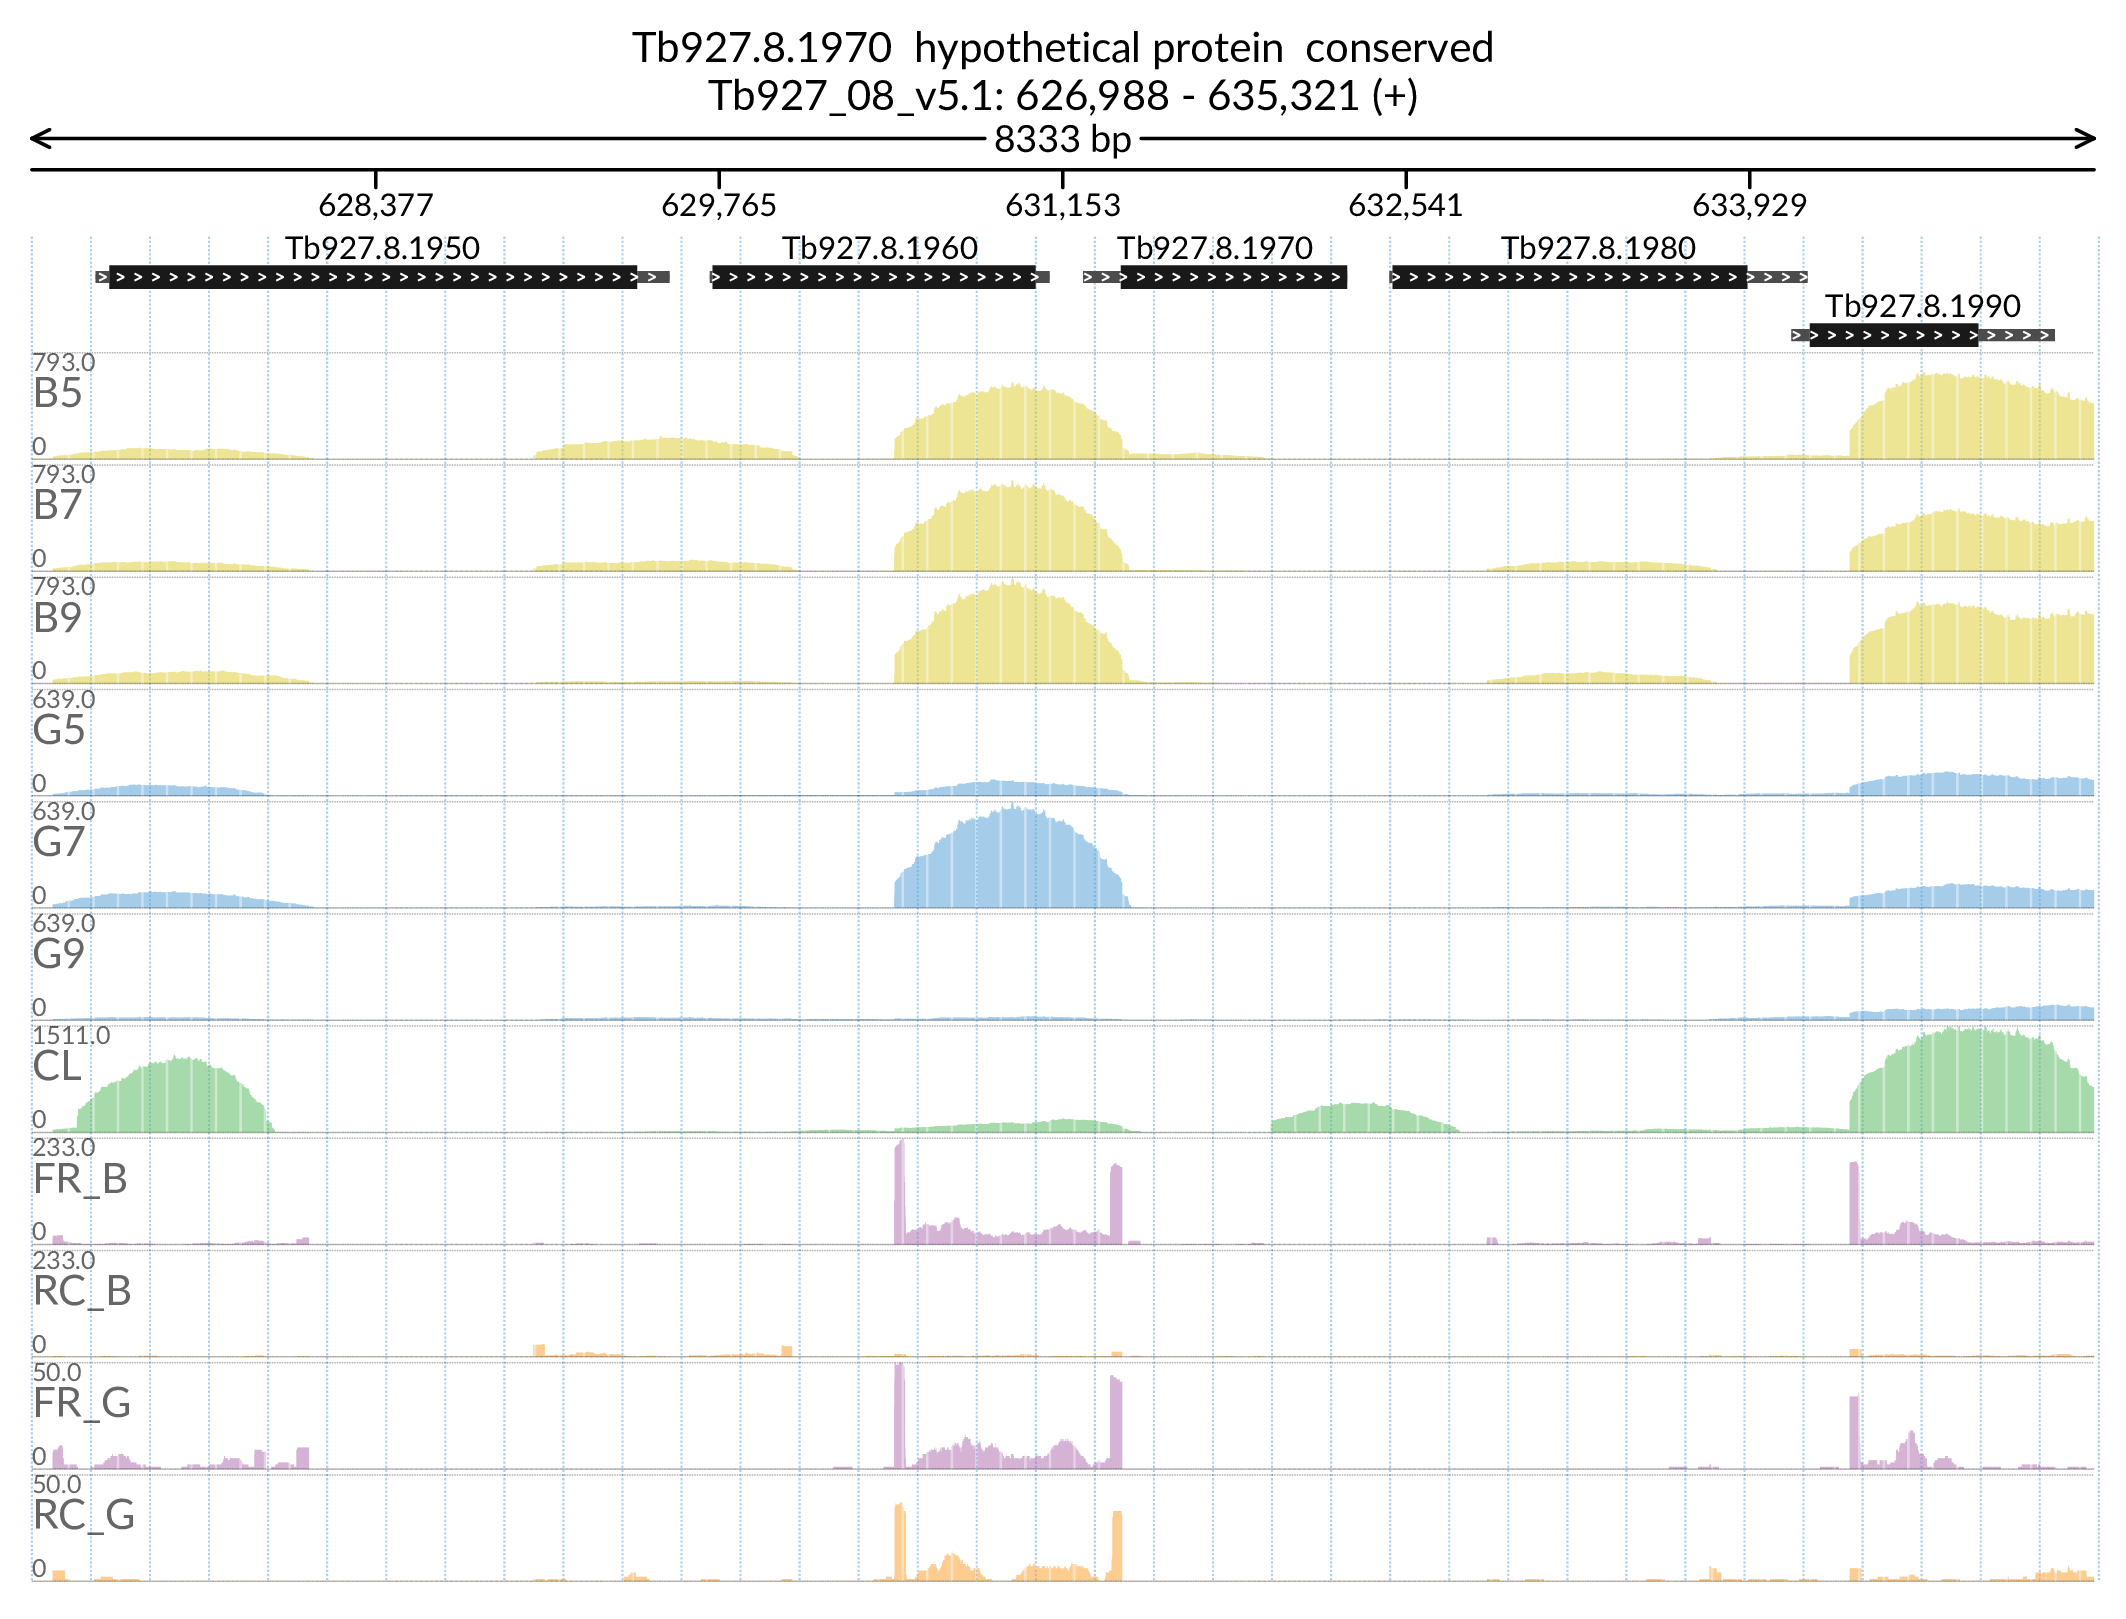 Tb927.8.1970  hypothetical protein  conserved
Tb927_08_v5.1: 626,988 - 635,321 (+)
8333 bp
628,377 629,765 631,153 632,541 633,929
Tb927.8.1950 Tb927.8.1960 Tb927.8.1970 Tb927.8.1980
Tb927.8.1990
793.0
B5
0
793.0
B7
0
793.0
B9
0
639.0
G5
0
639.0
G7
0
639.0
G9
0
1511.0
CL
0
233.0
FR_B
0
233.0
RC_B
0
50.0
FR_G
0
50.0
RC_G
0